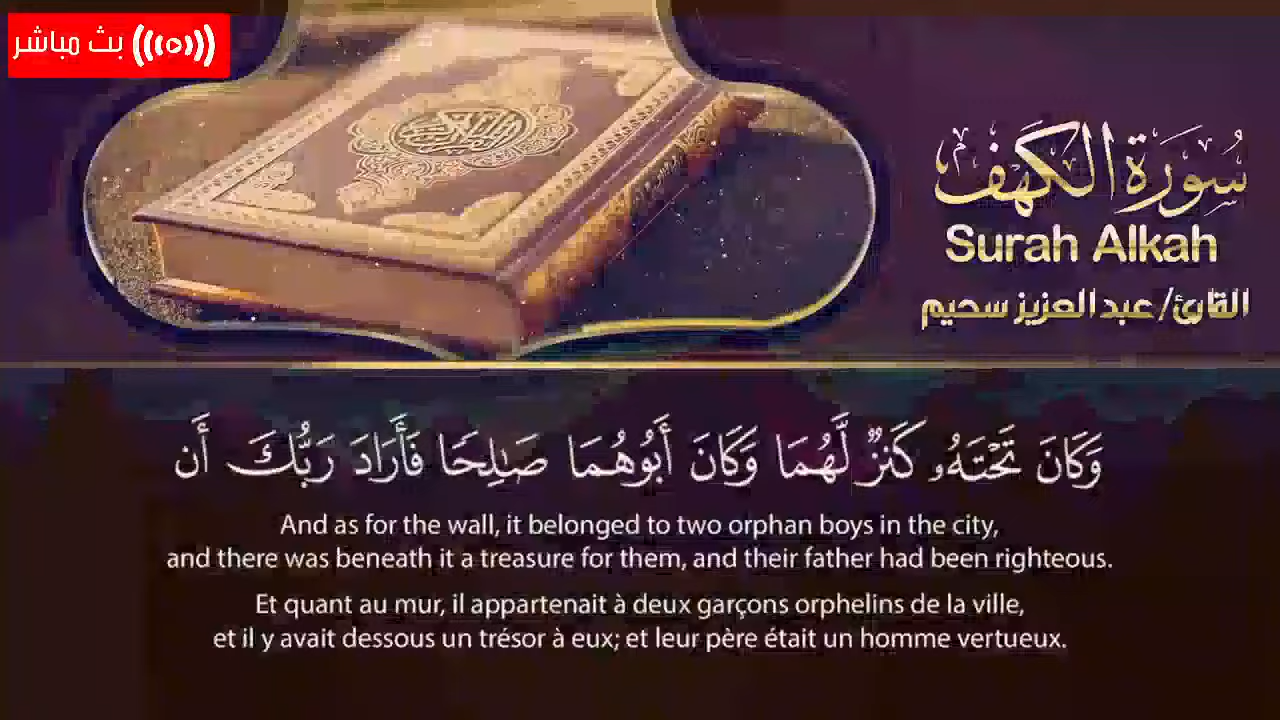 بث مباشر
سُورَة الكهف
Surah Alkah
القارئ/ عبد العزيز سحيم
وَكَانَ تَحْتَهُۥ كَنزٌ لَّهُمَا وَكَانَ أَبُوهُمَا صَـٰلِحًا فَأَرَادَ رَبُّكَ أَن
And as for the wall, it belonged to two orphan boys in the city,
and there was beneath it a treasure for them, and their father had been righteous.
Et quant au mur, il appartenait à deux garçons orphelins de la ville,
et il y avait dessous un trésor à eux; et leur père était un homme vertueux.